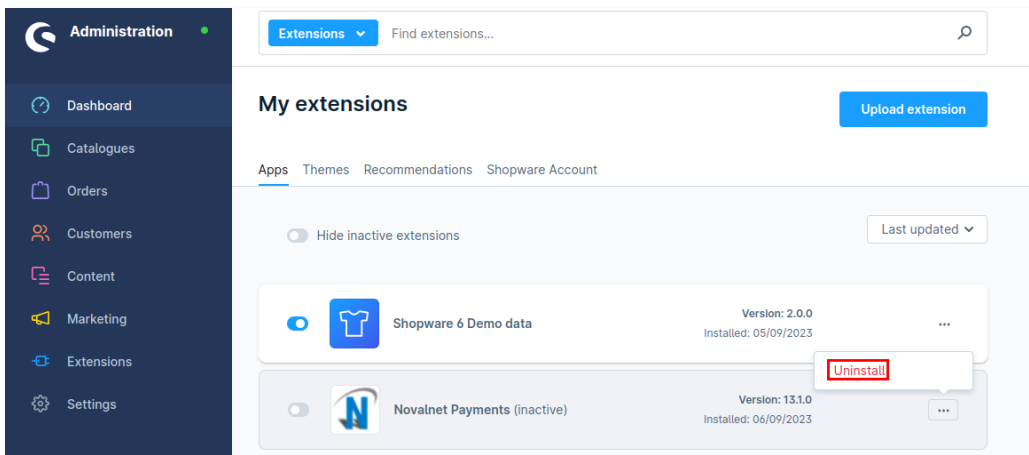 Administration
Extensions
Find extensions...
Dashboard
Catalogues
Orders
Customers
Content
Marketing
Extensions
Settings
My extensions
Upload extension
Apps Themes Recommendations Shopware Account
Hide inactive extensions
Last updated
Shopware 6 Demo data
Version: 2.0.0
Installed: 05/09/2023
...
Uninstall
N
Novalnet Payments (inactive)
Version: 13.1.0
Installed: 06/09/2023
...